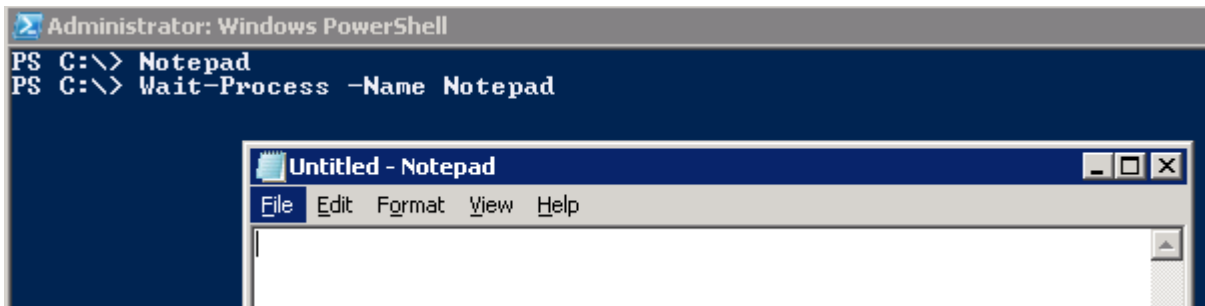 Administrator: Windows PowerShell
PS C:\> Notepad
PS C:\> Wait-Process -Name Notepad
Untitled - Notepad
File Edit Format View Help